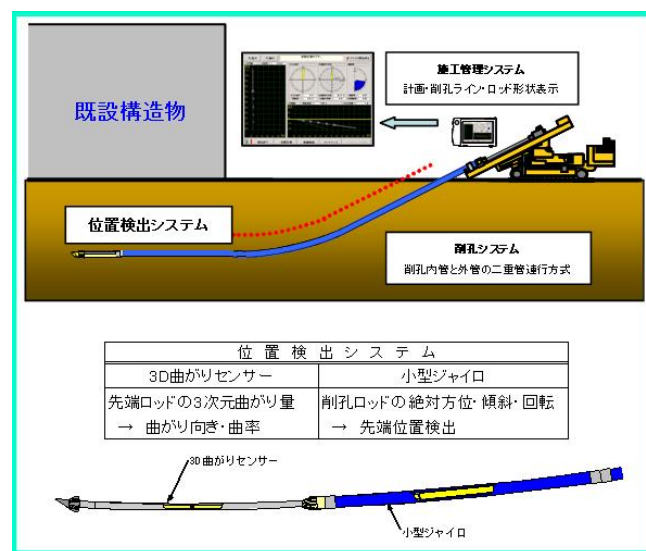 施工管理システム
計画・削孔ライン・ロッド形状表示
既設構造物
位置検出システム
削孔システム
削孔内管と外管の二重管連行方式
位置検出システム
3D曲がりセンサー
小型ジャイロ
先端ロッドの3次元曲がり量
→ 曲がり向き・曲率
削孔ロッドの絶対方位・傾斜・回転
→ 先端位置検出
3D曲がりセンサー
小型ジャイロ